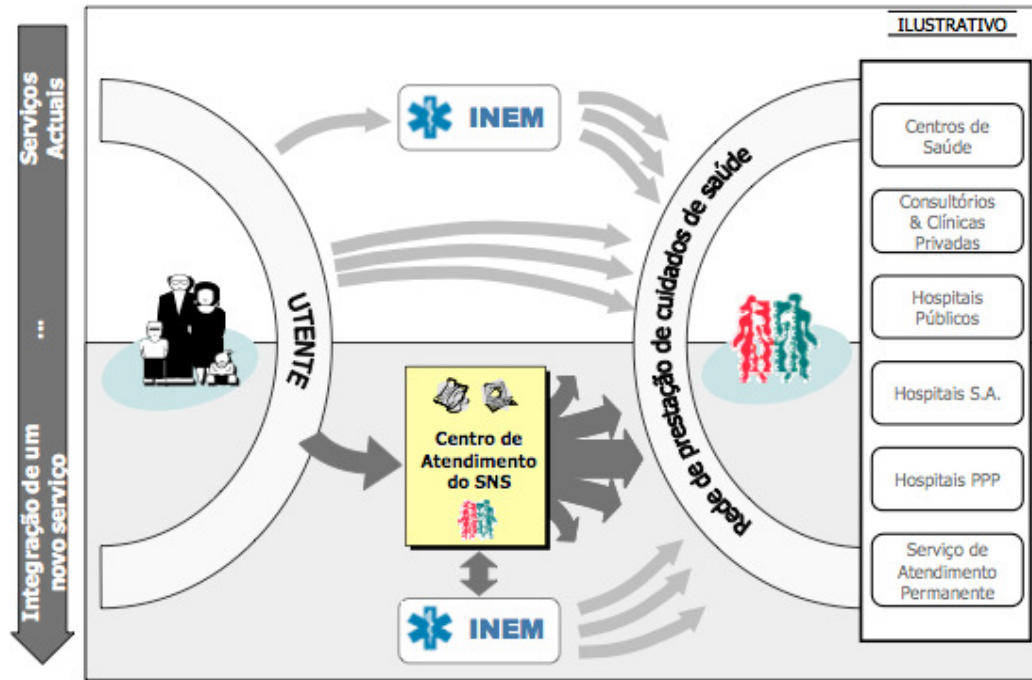 ILUSTRATIVO
Serviços
Actuais
...
Integração de um
novo serviço
UTENTE
INEM
Centro de
Atendimento
do SNS
INEM
Rede de prestação de cuidados de saúde
Centros de
Saúde
Consultórios
& Clínicas
Privadas
Hospitais
Públicos
Hospitais S.A.
Hospitais PPP
Serviço de
Atendimento
Permanente